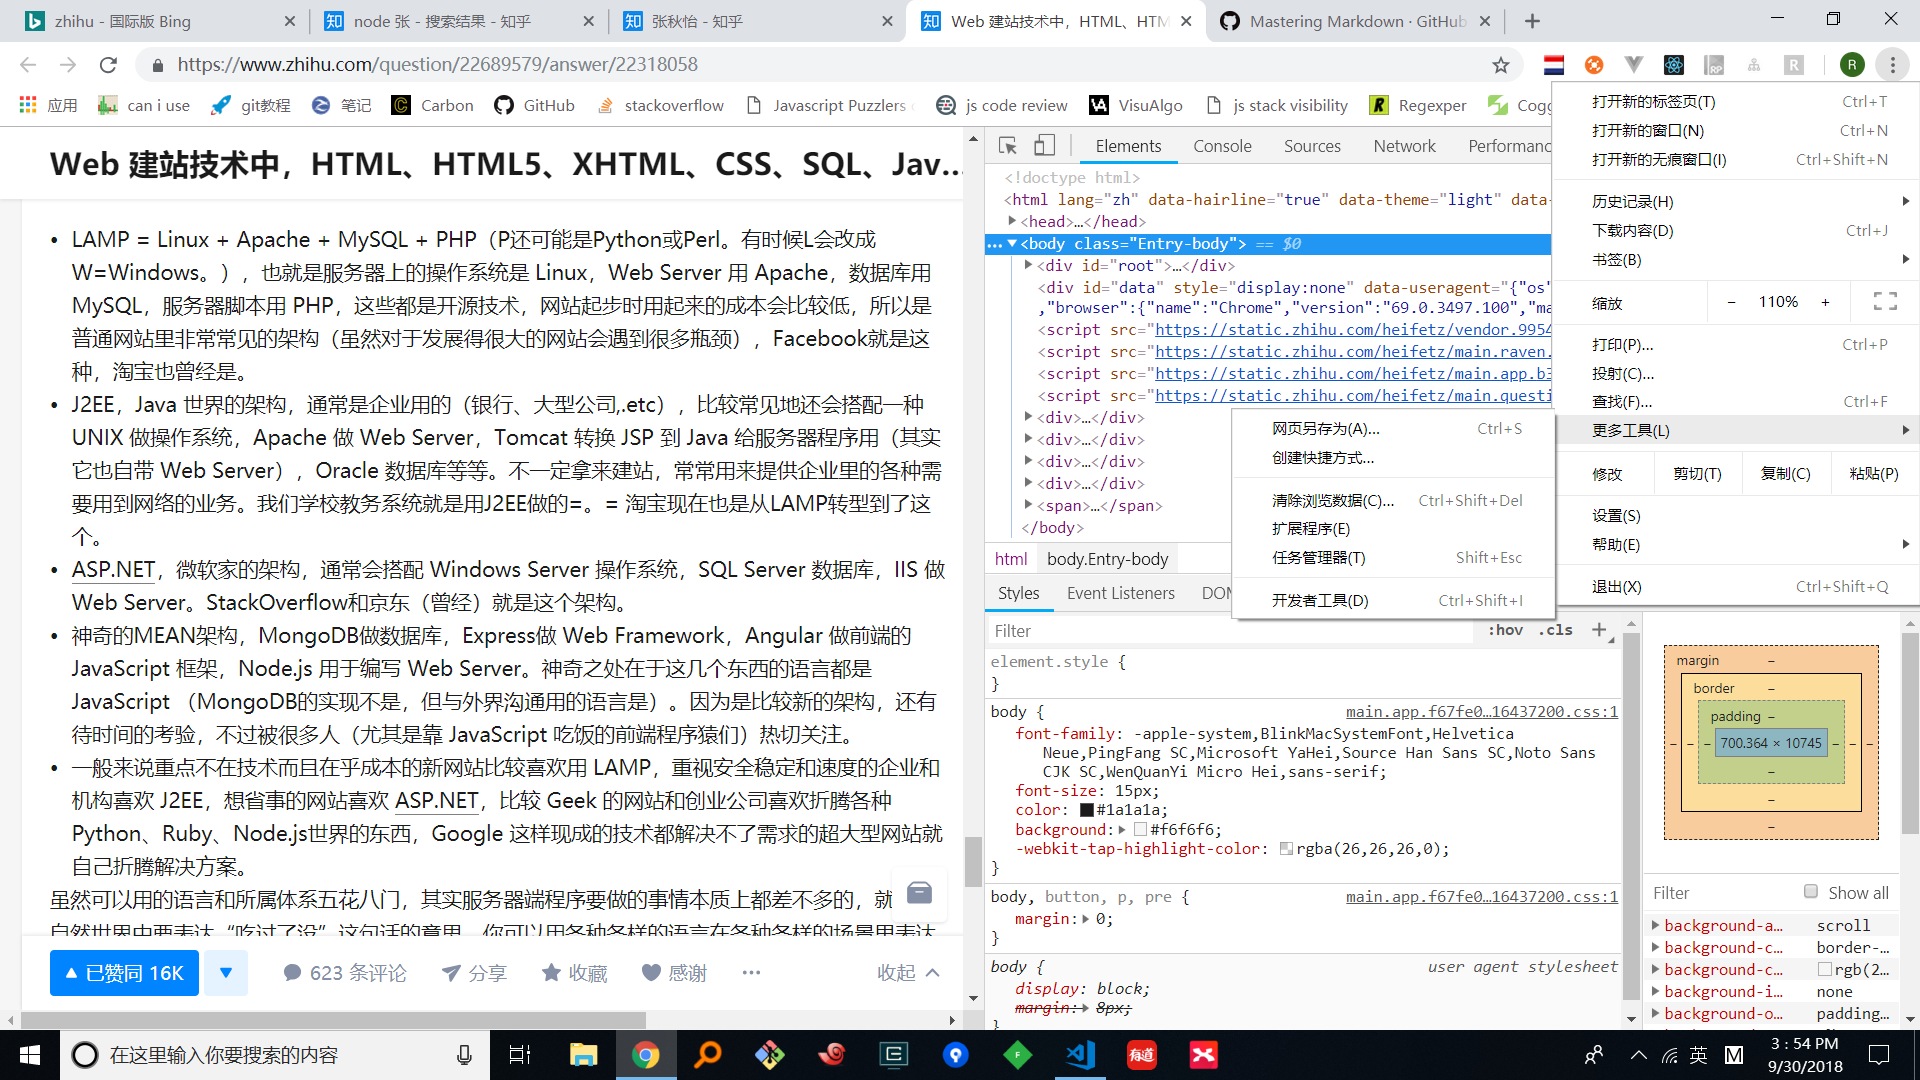 zhihu - 国际版 Bing
node 张 - 搜索结果 - 知乎
张秋怡 - 知乎
Web 建站技术中，HTML、HTM
Mastering Markdown · GitHub
https://www.zhihu.com/question/22689579/answer/22318058
应用
can i use
git教程
笔记
Carbon
GitHub
stackoverflow
Javascript Puzzlers
js code review
VisuAlgo
js stack visibility
Regexper
Cogg
Web 建站技术中，HTML、HTML5、XHTML、CSS、SQL、Jav...
• LAMP = Linux + Apache + MySQL + PHP（P还可能是Python或Perl。有时候L会改成
W=Windows。），也就是服务器上的操作系统是 Linux，Web Server 用 Apache，数据库用
MySQL，服务器脚本用 PHP，这些都是开源技术，网站起步时用起来的成本会比较低，所以是
普通网站里非常常见的架构（虽然对于发展得很大的网站会遇到很多瓶颈），Facebook就是这
种，淘宝也曾经是。
• J2EE，Java 世界的架构，通常是企业用的（银行、大型公司,.etc），比较常见地还会搭配一种
UNIX 做操作系统，Apache 做 Web Server，Tomcat 转换 JSP 到 Java 给服务器程序用（其实
它也自带 Web Server），Oracle 数据库等等。不一定拿来建站，常常用来提供企业里的各种需
要用到网络的业务。我们学校教务系统就是用J2EE做的=。= 淘宝现在也是从LAMP转型到了这
个。
• ASP.NET，微软家的架构，通常会搭配 Windows Server 操作系统，SQL Server 数据库，IIS 做
Web Server。StackOverflow和京东（曾经）就是这个架构。
• 神奇的MEAN架构，MongoDB做数据库，Express做 Web Framework，Angular 做前端的
JavaScript 框架，Node.js 用于编写 Web Server。神奇之处在于这几个东西的语言都是
JavaScript （MongoDB的实现不是，但与外界沟通用的语言是）。因为是比较新的架构，还有
待时间的考验，不过被很多人（尤其是靠 JavaScript 吃饭的前端程序猿们）热切关注。
• 一般来说重点不在技术而且在乎成本的新网站比较喜欢用 LAMP，重视安全稳定和速度的企业和
机构喜欢 J2EE，想省事的网站喜欢 ASP.NET，比较 Geek 的网站和创业公司喜欢折腾各种
Python、Ruby、Node.js世界的东西，Google 这样现成的技术都解决不了需求的超大型网站就
自己折腾解决方案。
虽然可以用的语言和所属体系五花八门，其实服务器端程序要做的事情本质上都差不多的，就
自然世界中要表达“吃过了没”这句话的意思，你可以用各种各样的语言在各种各样的场景里表达
已赞同 16K
623 条评论
分享
收藏
感谢
收起
Elements
Console
Sources
Network
Performanc
<!doctype html>
<html lang="zh" data-hairline="true" data-theme="light" data-
<head>…</head>
<body class="Entry-body"> == $0
<div id="root">…</div>
<div id="data" style="display:none" data-useragent="{"os"
,"browser":{"name":"Chrome","version":"69.0.3497.100","ma
<script src="https://static.zhihu.com/heifetz/vendor.9954
<script src="https://static.zhihu.com/heifetz/main.raven.
<script src="https://static.zhihu.com/heifetz/main.app.b3
<script src="https://static.zhihu.com/heifetz/main.questi
<div>…</div>
<div>…</div>
<div>…</div>
<div>…</div>
<span>…</span>
</body>
html
body.Entry-body
Styles
Event Listeners
DOM
Filter
:hov
.cls
+
element.style {
}
body {
main.app.f67fe0…16437200.css:1
font-family: -apple-system,BlinkMacSystemFont,Helvetica
Neue,PingFang SC,Microsoft YaHei,Source Han Sans SC,Noto Sans
CJK SC,WenQuanYi Micro Hei,sans-serif;
font-size: 15px;
color: #1a1a1a;
background: #f6f6f6;
-webkit-tap-highlight-color: rgba(26,26,26,0);
}
body, button, p, pre {
main.app.f67fe0…16437200.css:1
margin: 0;
}
body {
user agent stylesheet
display: block;
margin: 8px;
}
打开新的标签页(T) Ctrl+T
打开新的窗口(N) Ctrl+N
打开新的无痕窗口(I) Ctrl+Shift+N
历史记录(H)
下载内容(D) Ctrl+J
书签(B)
缩放 − 110% +
打印(P)... Ctrl+P
投射(C)...
查找(F)... Ctrl+F
更多工具(L)
修改 剪切(T) 复制(C) 粘贴(P)
设置(S)
帮助(E)
退出(X) Ctrl+Shift+Q
网页另存为(A)... Ctrl+S
创建快捷方式...
清除浏览数据(C)... Ctrl+Shift+Del
扩展程序(E)
任务管理器(T) Shift+Esc
开发者工具(D) Ctrl+Shift+I
margin –
border –
padding –
– – – 700.364 × 10745 – – –
–
–
–
Filter
Show all
background-a… scroll
background-c… border-…
background-c… rgb(2…
background-i… none
background-o… padding…
在这里输入你要搜索的内容
有道
英
M
3 : 54 PM
9/30/2018